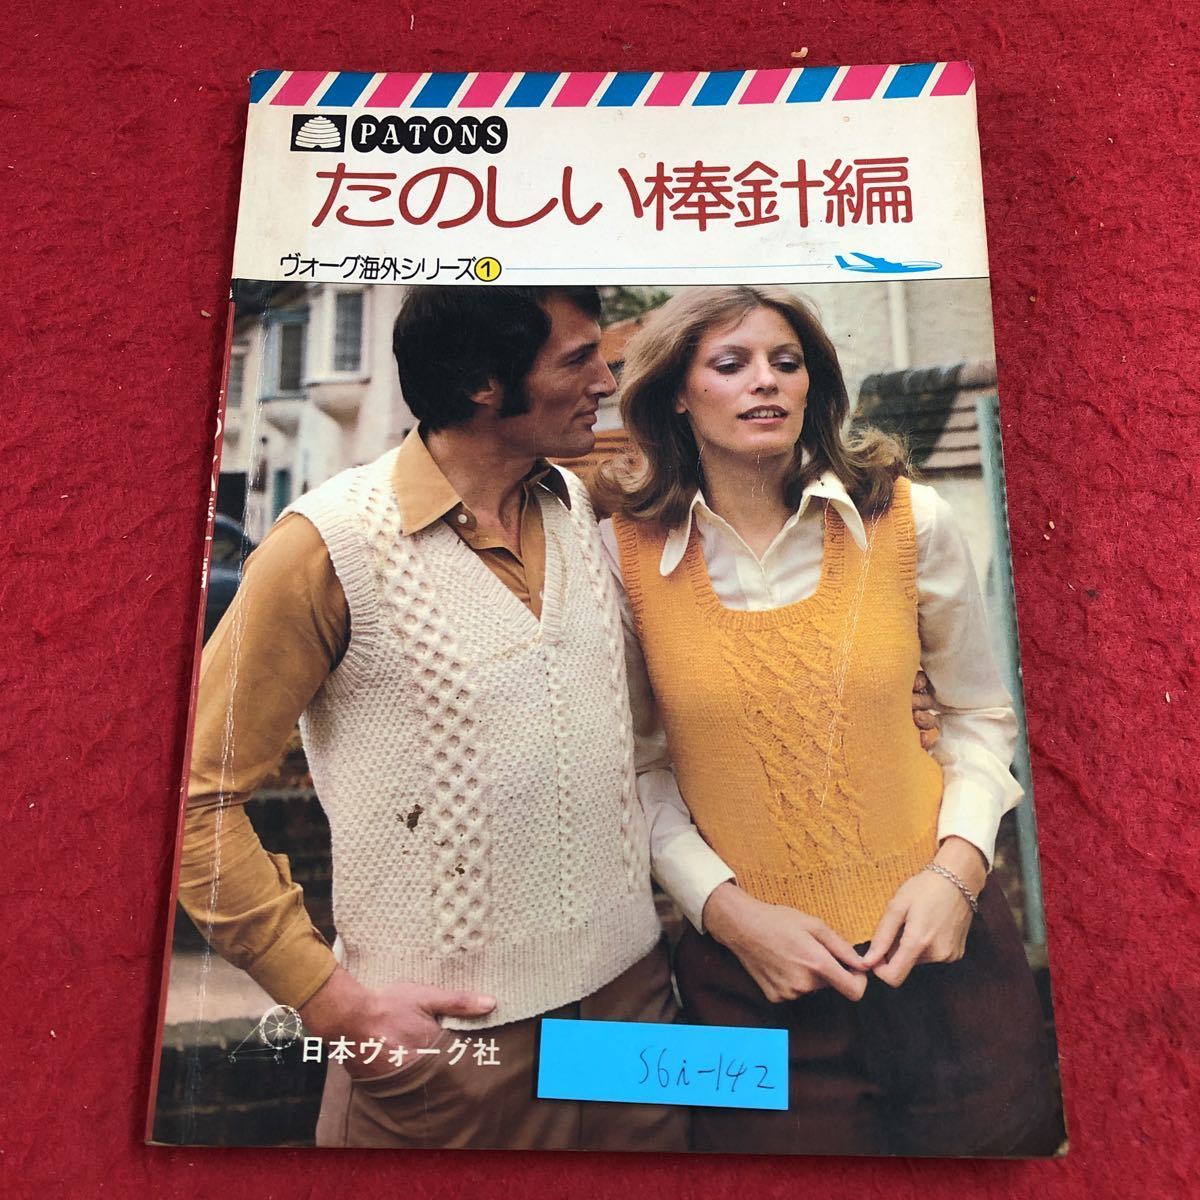 PATONS
たのしい棒針編
ヴォーグ海外シリーズ1
日本ヴォーグ社
S6i-142